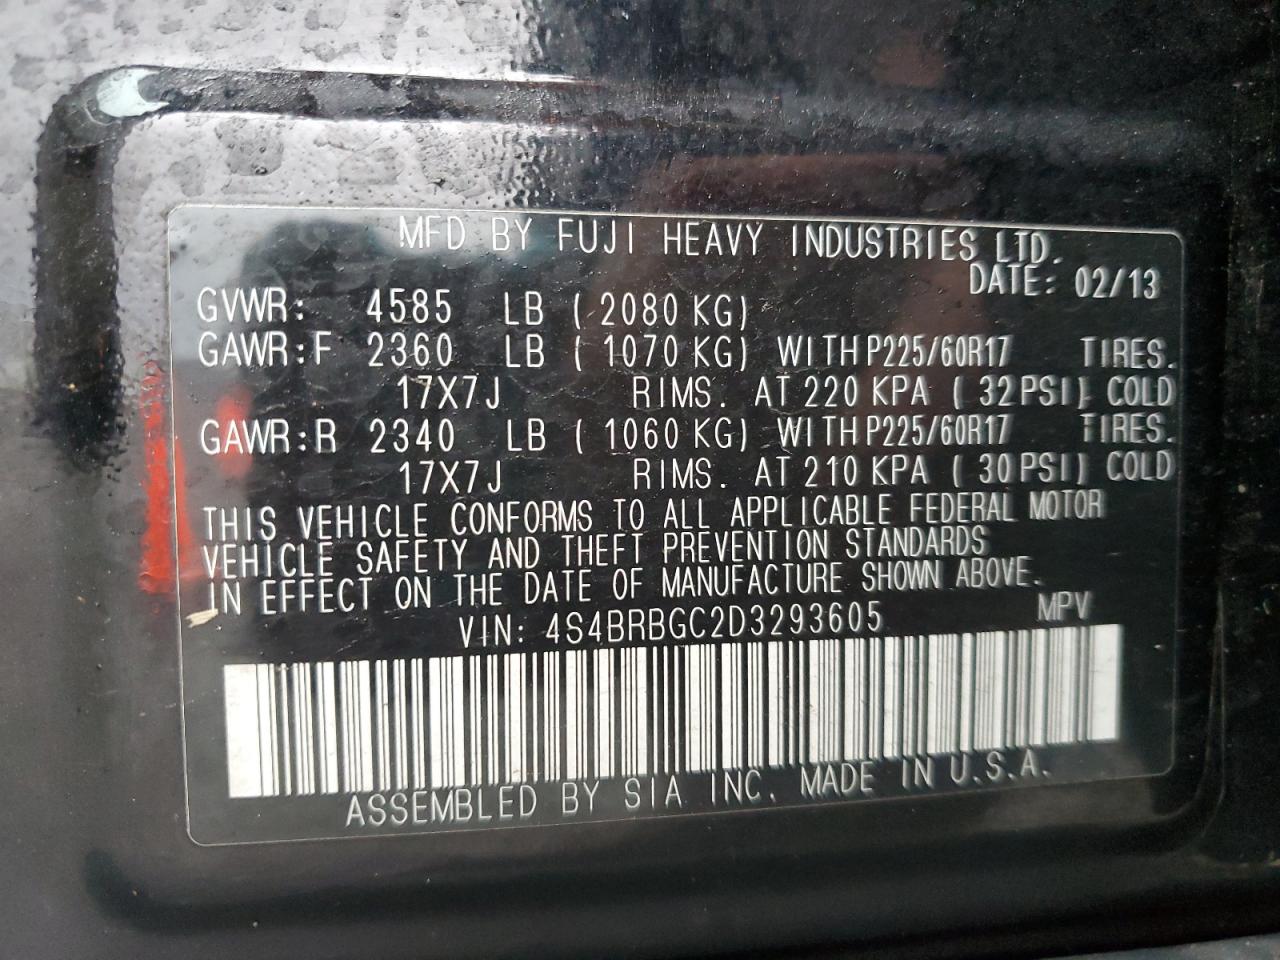 MFD BY FUJI HEAVY INDUSTRIES LTD.
DATE: 02/13
GVWR: 4585 LB ( 2080 KG)
GAWR:F 2360 LB ( 1070 KG) WITH P225/60R17 TIRES.
17X7J RIMS. AT 220 KPA ( 32 PSI) COLD
GAWR:R 2340 LB ( 1060 KG) WITH P225/60R17 TIRES.
17X7J RIMS. AT 210 KPA ( 30 PSI) COLD
THIS VEHICLE CONFORMS TO ALL APPLICABLE FEDERAL MOTOR
VEHICLE SAFETY AND THEFT PREVENTION STANDARDS
IN EFFECT ON THE DATE OF MANUFACTURE SHOWN ABOVE.
VIN: 4S4BRBGC2D3293605 MPV
ASSEMBLED BY SIA INC. MADE IN U.S.A.